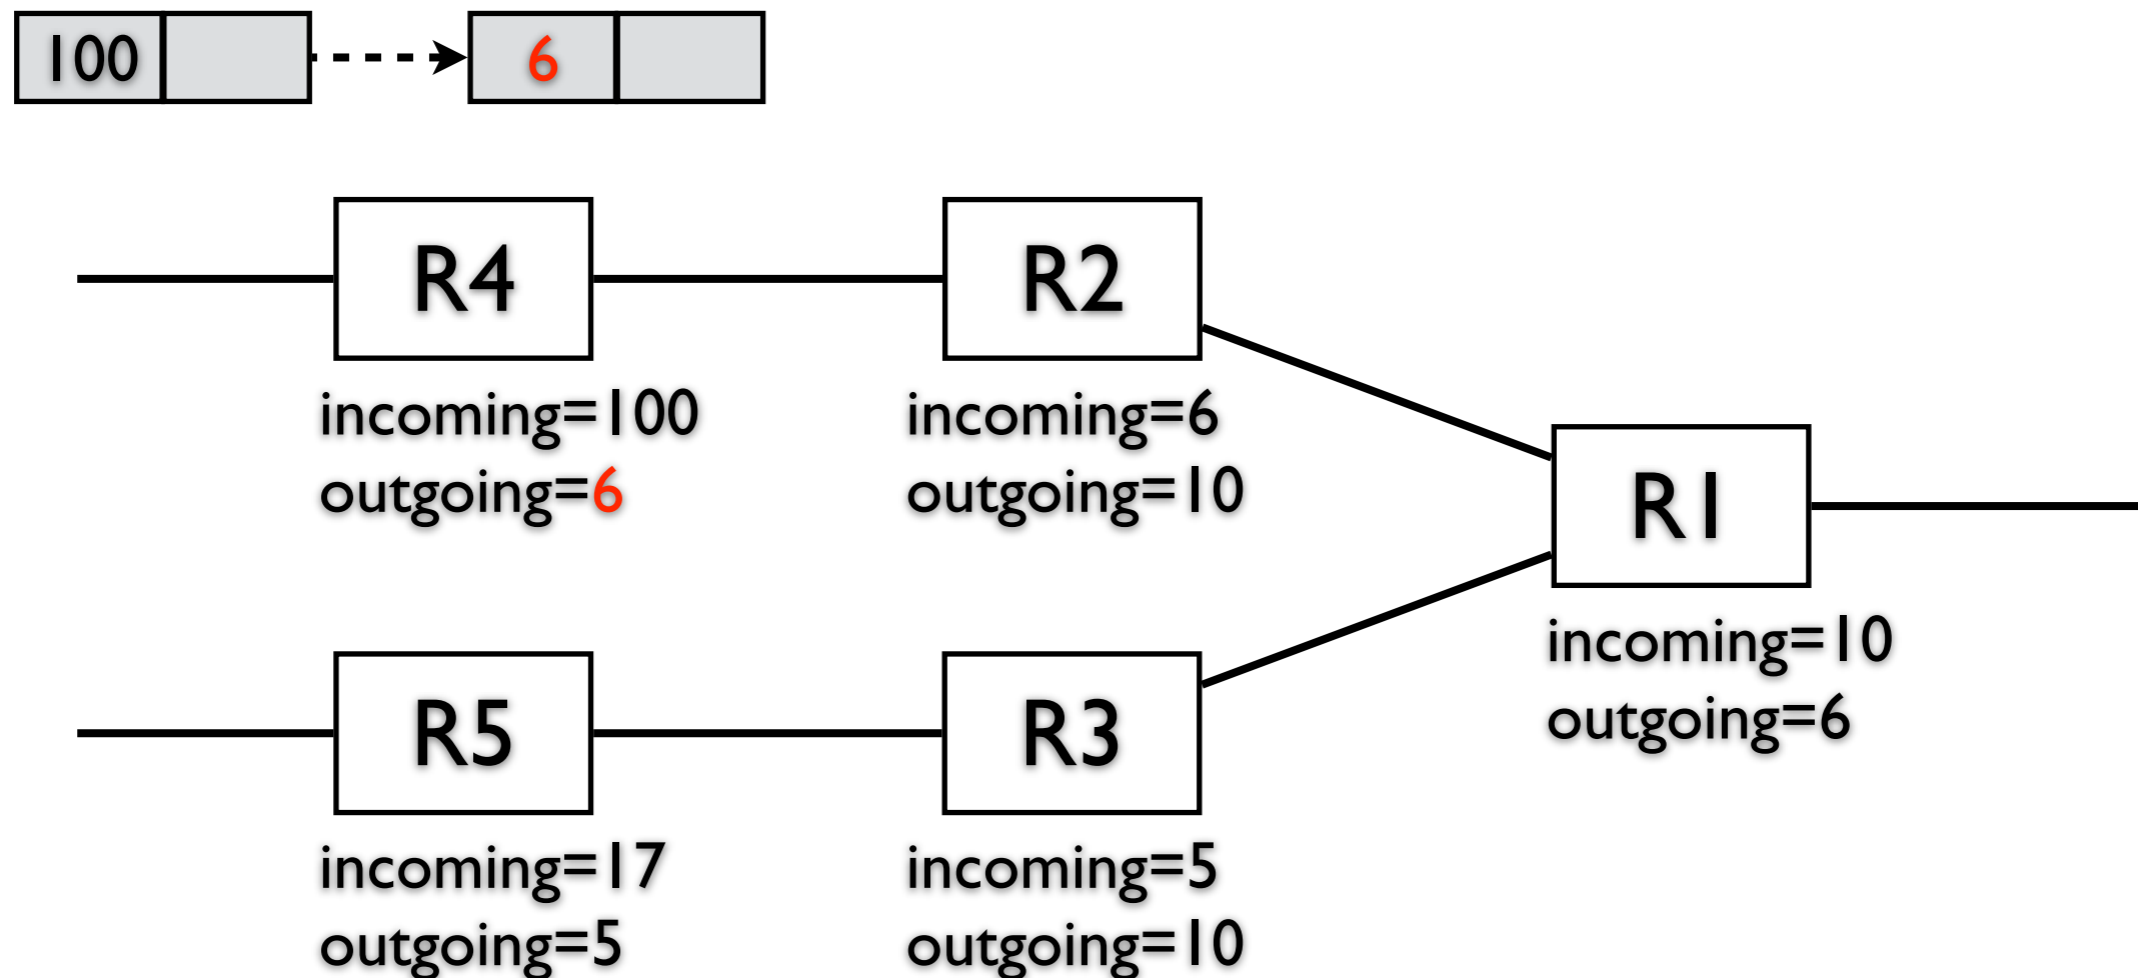 100 6
R4 R2
incoming=100 incoming=6
outgoing=6 outgoing=10
R1
incoming=10
outgoing=6
R5 R3
incoming=17 incoming=5
outgoing=5 outgoing=10